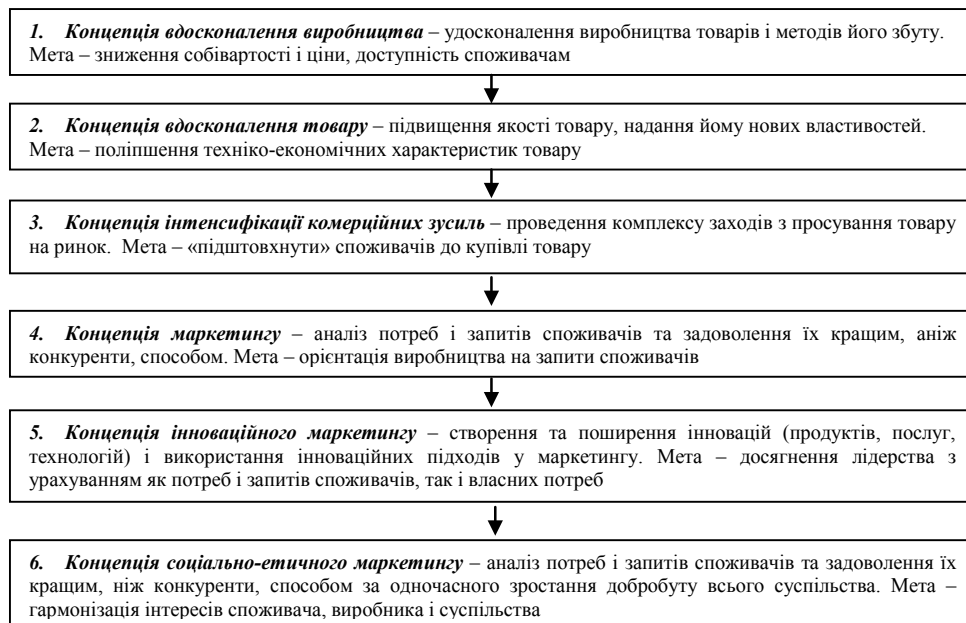 1. Концепція вдосконалення виробництва – удосконалення виробництва товарів і методів його збуту.
Мета – зниження собівартості і ціни, доступність споживачам
2. Концепція вдосконалення товару – підвищення якості товару, надання йому нових властивостей.
Мета – поліпшення техніко-економічних характеристик товару
3. Концепція інтенсифікації комерційних зусиль – проведення комплексу заходів з просування товару
на ринок. Мета – «підштовхнути» споживачів до купівлі товару
4. Концепція маркетингу – аналіз потреб і запитів споживачів та задоволення їх кращим, аніж
конкуренти, способом. Мета – орієнтація виробництва на запити споживачів
5. Концепція інноваційного маркетингу – створення та поширення інновацій (продуктів, послуг,
технологій) і використання інноваційних підходів у маркетингу. Мета – досягнення лідерства з
урахуванням як потреб і запитів споживачів, так і власних потреб
6. Концепція соціально-етичного маркетингу – аналіз потреб і запитів споживачів та задоволення їх
кращим, ніж конкуренти, способом за одночасного зростання добробуту всього суспільства. Мета –
гармонізація інтересів споживача, виробника і суспільства